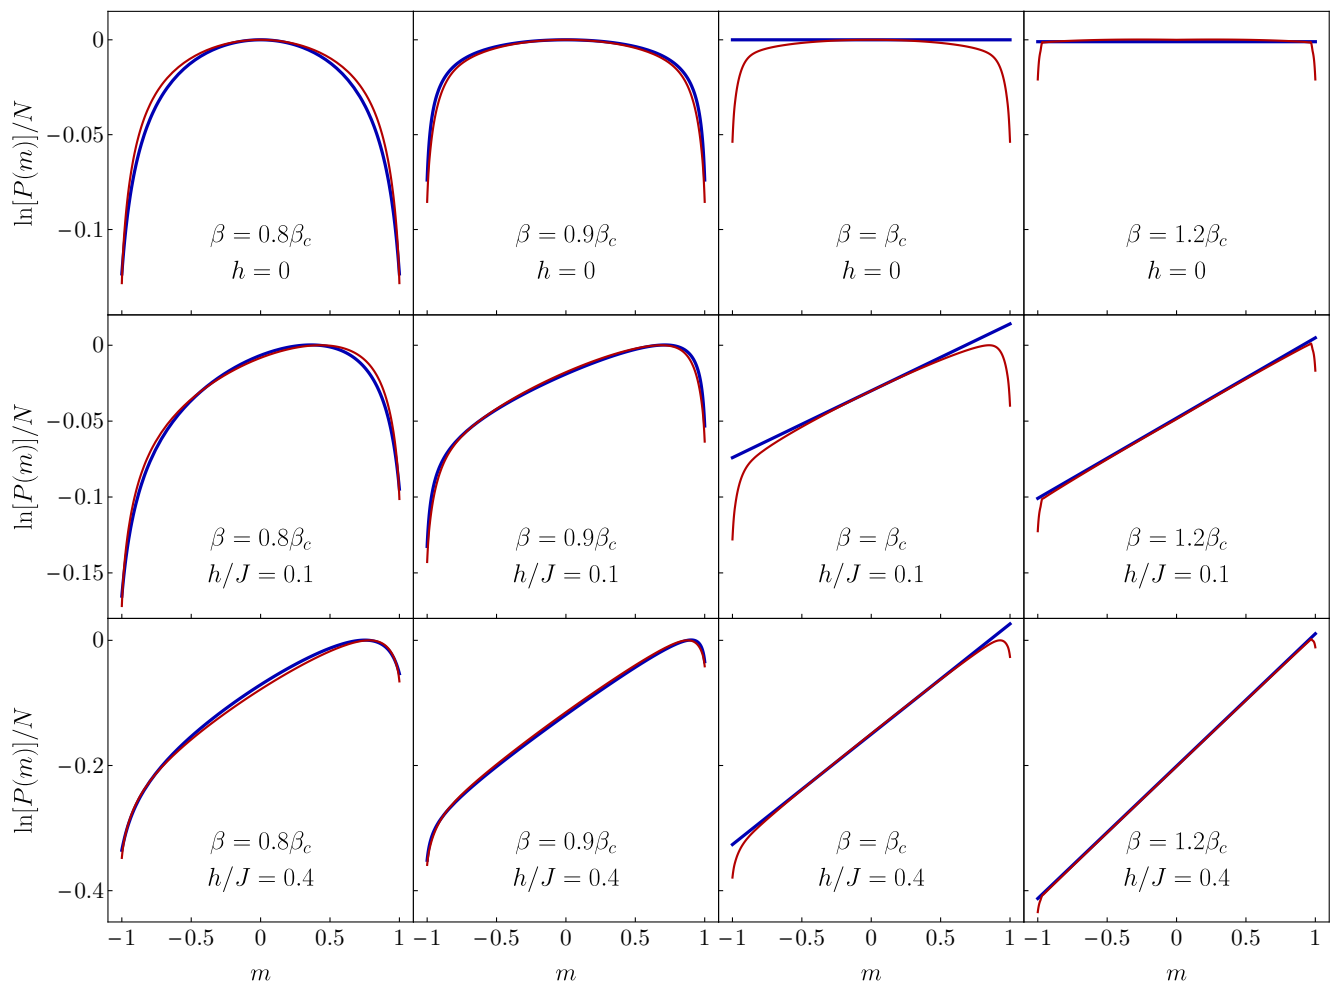 ln[P(m)]/N
0
−0.05
−0.1
β = 0.8β_c
h = 0
β = 0.9β_c
h = 0
β = β_c
h = 0
β = 1.2β_c
h = 0
ln[P(m)]/N
0
−0.05
−0.1
−0.15
β = 0.8β_c
h/J = 0.1
β = 0.9β_c
h/J = 0.1
β = β_c
h/J = 0.1
β = 1.2β_c
h/J = 0.1
ln[P(m)]/N
0
−0.2
−0.4
β = 0.8β_c
h/J = 0.4
β = 0.9β_c
h/J = 0.4
β = β_c
h/J = 0.4
β = 1.2β_c
h/J = 0.4
−1 −0.5 0 0.5 1
−1 −0.5 0 0.5 1
−1 −0.5 0 0.5 1
−1 −0.5 0 0.5 1
m
m
m
m